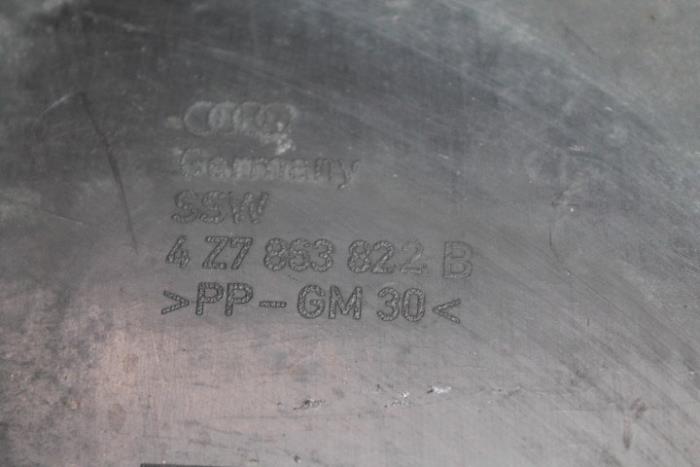 Germany
SSW
4 Z7 863 822 B
>PP-GM 30<